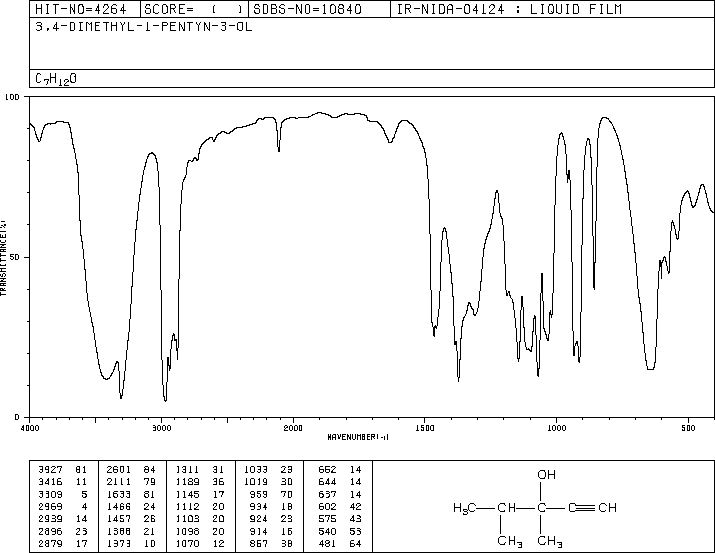 HIT-NO=4264 SCORE= ( ) SDBS-NO=10840 IR-NIDA-04124 : LIQUID FILM
3,4-DIMETHYL-1-PENTYN-3-OL
C7H12O
100
50
0
TRANSMITTANCE(%)
4000 3000 2000 1500 1000 500
WAVENUMBER(-1)
3927 81 2601 84 1311 31 1033 23 662 14
3416 11 2111 79 1189 36 1019 30 644 14
3309 5 1633 81 1145 17 959 70 637 14
2969 4 1466 24 1112 20 934 18 602 42
2939 14 1457 26 1103 20 924 23 575 43
2896 23 1388 21 1098 20 914 16 540 53
2879 17 1373 10 1070 12 857 38 481 64
OH
H3C CH C C CH
CH3 CH3